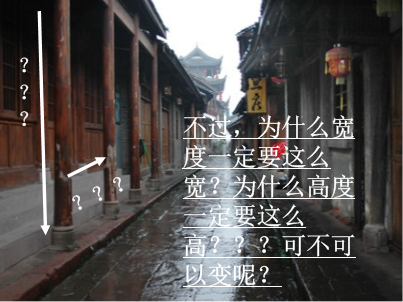 ？
？
？
？？？
不过，为什么宽
度一定要这么
宽？为什么高度
一定要这么
高？？？可不可
以变呢？